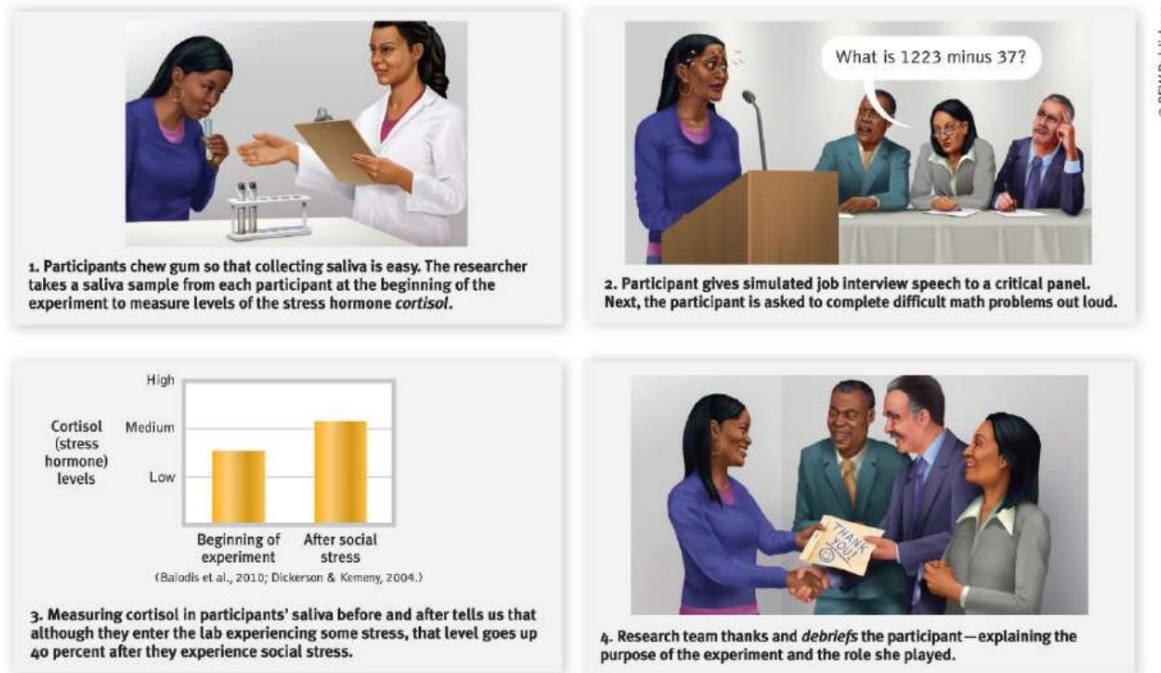 1. Participants chew gum so that collecting saliva is easy. The researcher
takes a saliva sample from each participant at the beginning of the
experiment to measure levels of the stress hormone cortisol.
What is 1223 minus 37?
2. Participant gives simulated job interview speech to a critical panel.
Next, the participant is asked to complete difficult math problems out loud.
High
Medium
Low
Cortisol
(stress
hormone)
levels
Beginning of
experiment
After social
stress
(Balodis et al., 2010; Dickerson & Kemeny, 2004.)
3. Measuring cortisol in participants' saliva before and after tells us that
although they enter the lab experiencing some stress, that level goes up
40 percent after they experience social stress.
THANK
YOU!
4. Research team thanks and debriefs the participant—explaining the
purpose of the experiment and the role she played.